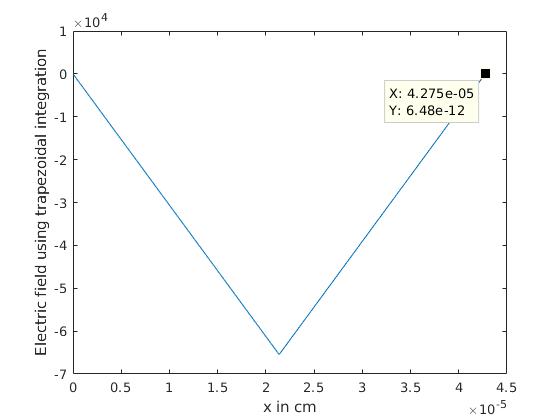 ×10⁴
1
0
-1
-2
-3
-4
-5
-6
-7
Electric field using trapezoidal integration
X: 4.275e-05
Y: 6.48e-12
0 0.5 1 1.5 2 2.5 3 3.5 4 4.5
x in cm
×10⁻⁵